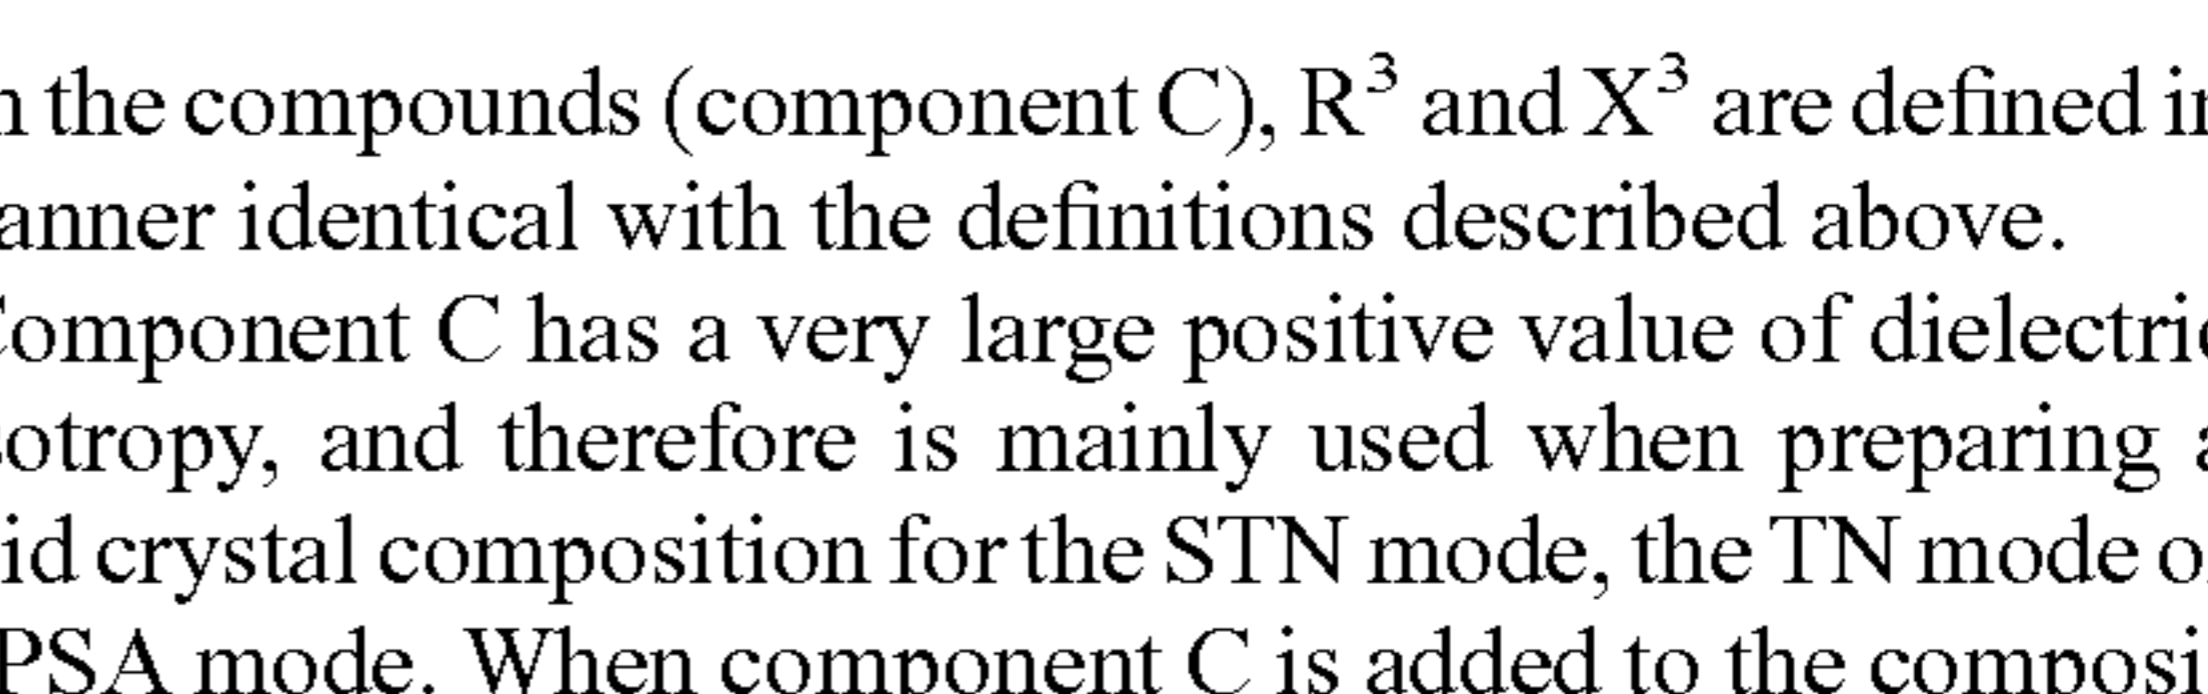 the compounds (component C), R³ and X³ are defined in
anner identical with the definitions described above.
omponent C has a very large positive value of dielectric
otropy, and therefore is mainly used when preparing a
id crystal composition for the STN mode, the TN mode o
PSA mode. When component C is added to the composi